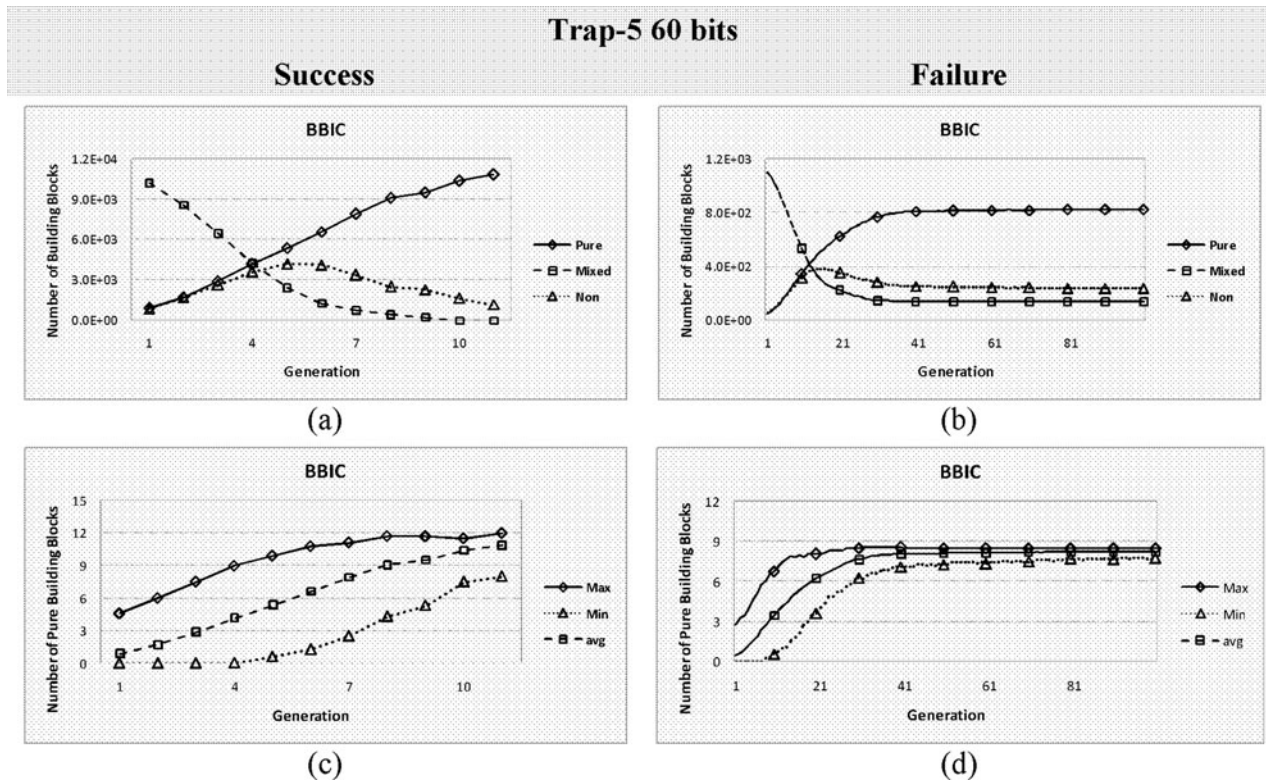 Trap-5 60 bits
Success
Failure
BBIC
Number of Building Blocks
1.2E+04
9.0E+03
6.0E+03
3.0E+03
0.0E+00
1 4 7 10
Generation
Pure
Mixed
Non
(a)
BBIC
Number of Building Blocks
1.2E+03
8.0E+02
4.0E+02
0.0E+00
1 21 41 61 81
Generation
Pure
Mixed
Non
(b)
BBIC
Number of Pure Building Blocks
15
12
9
6
3
0
1 4 7 10
Generation
Max
Min
avg
(c)
BBIC
Number of Pure Building Blocks
12
9
6
3
0
1 21 41 61 81
Generation
Max
Min
avg
(d)